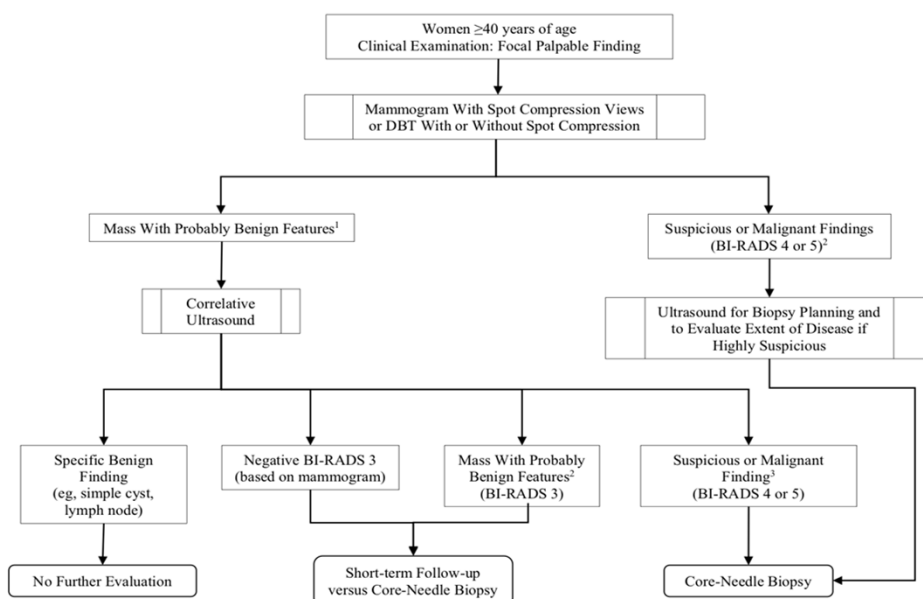 Women ≥40 years of age
Clinical Examination: Focal Palpable Finding
Mammogram With Spot Compression Views
or DBT With or Without Spot Compression
Mass With Probably Benign Features¹
Suspicious or Malignant Findings
(BI-RADS 4 or 5)²
Correlative
Ultrasound
Ultrasound for Biopsy Planning and
to Evaluate Extent of Disease if
Highly Suspicious
Specific Benign
Finding
(eg, simple cyst,
lymph node)
Negative BI-RADS 3
(based on mammogram)
Mass With Probably
Benign Features²
(BI-RADS 3)
Suspicious or Malignant
Finding³
(BI-RADS 4 or 5)
No Further Evaluation
Short-term Follow-up
versus Core-Needle Biopsy
Core-Needle Biopsy